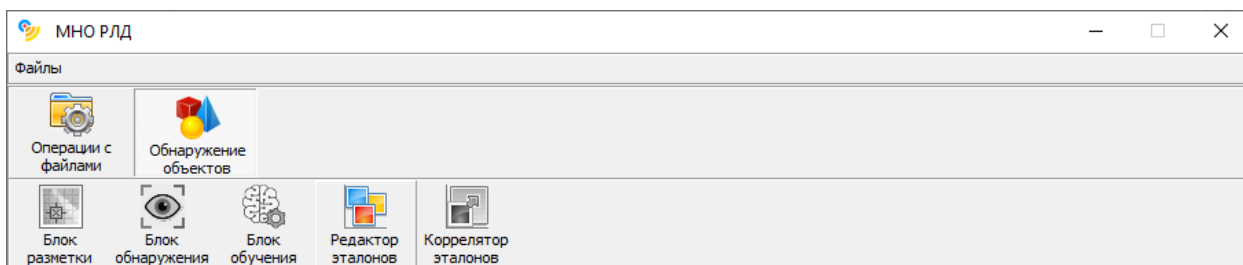 МНО РЛД
Файлы
Операции с файлами
Обнаружение объектов
Блок разметки
Блок обнаружения
Блок обучения
Редактор эталонов
Коррелятор эталонов